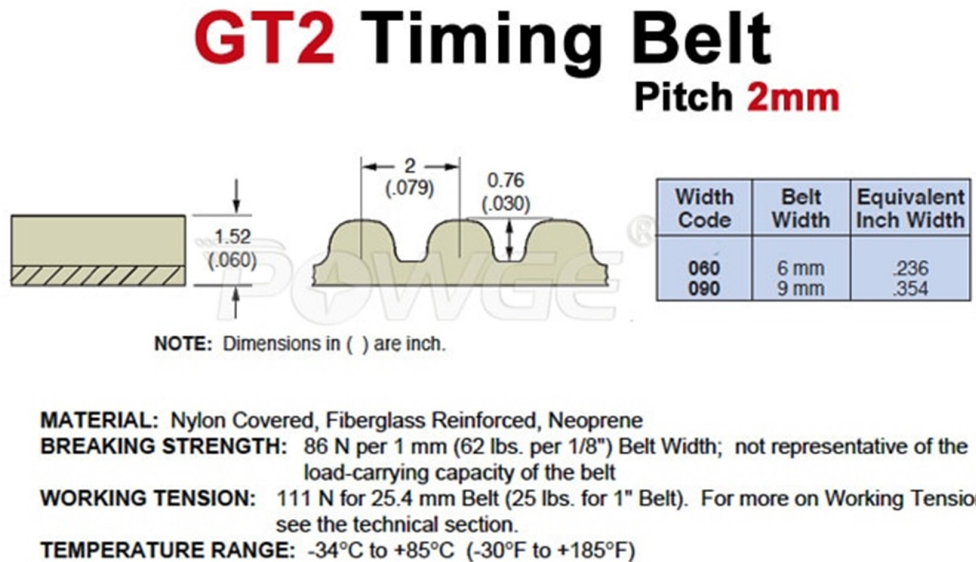 GT2 Timing Belt
Pitch 2mm
2
(.079)
0.76
(.030)
1.52
(.060)
POWGE ®
Width Code Belt Width Equivalent Inch Width
060 6 mm .236
090 9 mm .354
NOTE: Dimensions in ( ) are inch.
MATERIAL: Nylon Covered, Fiberglass Reinforced, Neoprene
BREAKING STRENGTH: 86 N per 1 mm (62 lbs. per 1/8") Belt Width; not representative of the
load-carrying capacity of the belt
WORKING TENSION: 111 N for 25.4 mm Belt (25 lbs. for 1" Belt). For more on Working Tension
see the technical section.
TEMPERATURE RANGE: -34°C to +85°C (-30°F to +185°F)